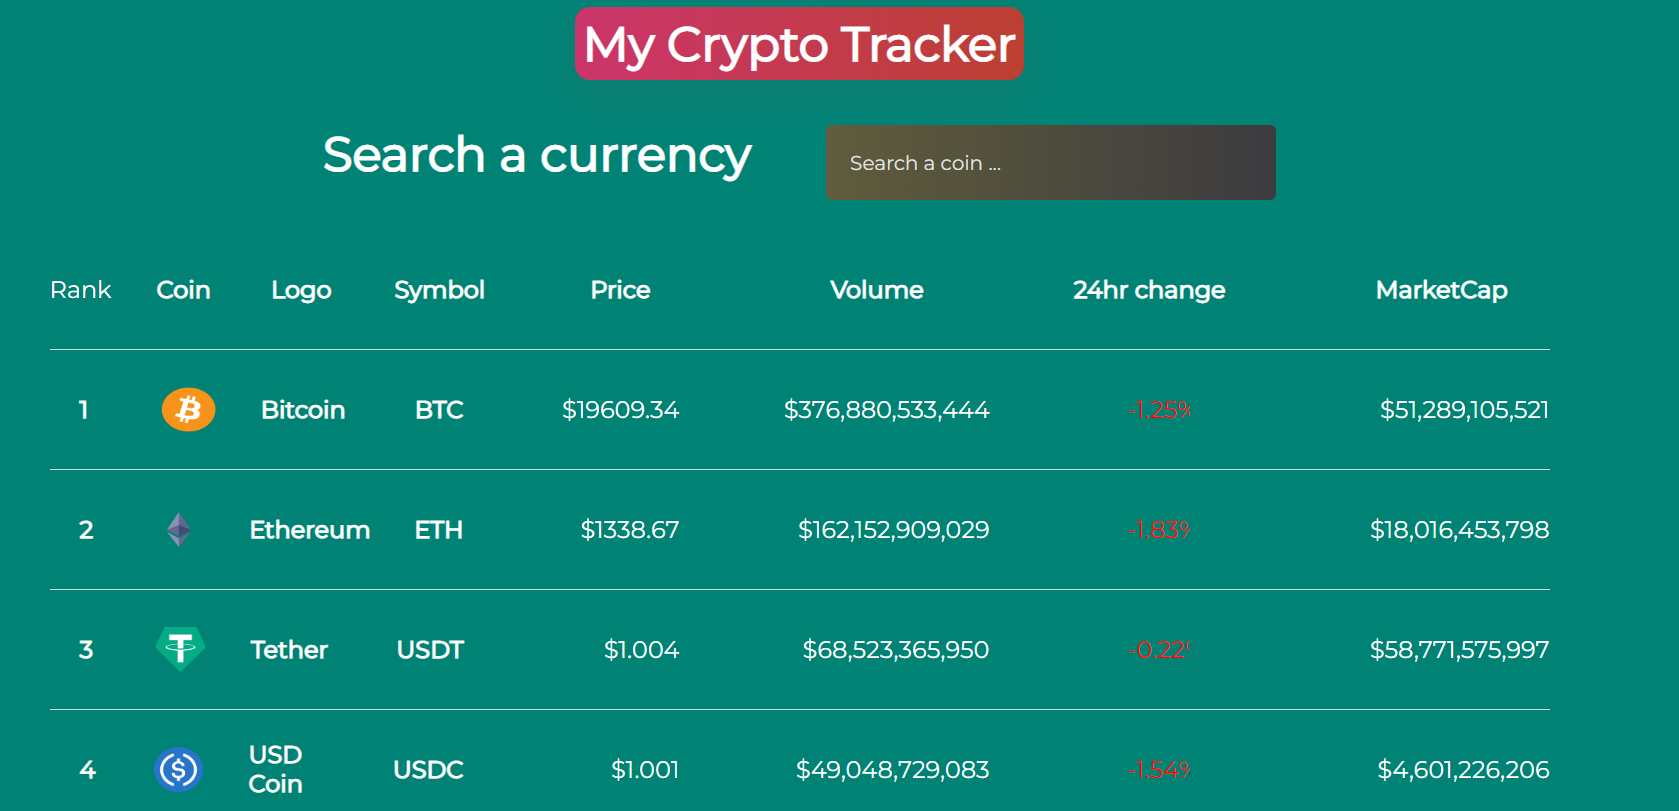 My Crypto Tracker
Search a currency
Search a coin ...
Rank Coin Logo Symbol Price Volume 24hr change MarketCap
1 Bitcoin BTC $19609.34 $376,880,533,444 -1.25% $51,289,105,521
2 Ethereum ETH $1338.67 $162,152,909,029 -1.83% $18,016,453,798
3 Tether USDT $1.004 $68,523,365,950 -0.22% $58,771,575,997
4 USD Coin USDC $1.001 $49,048,729,083 -1.54% $4,601,226,206